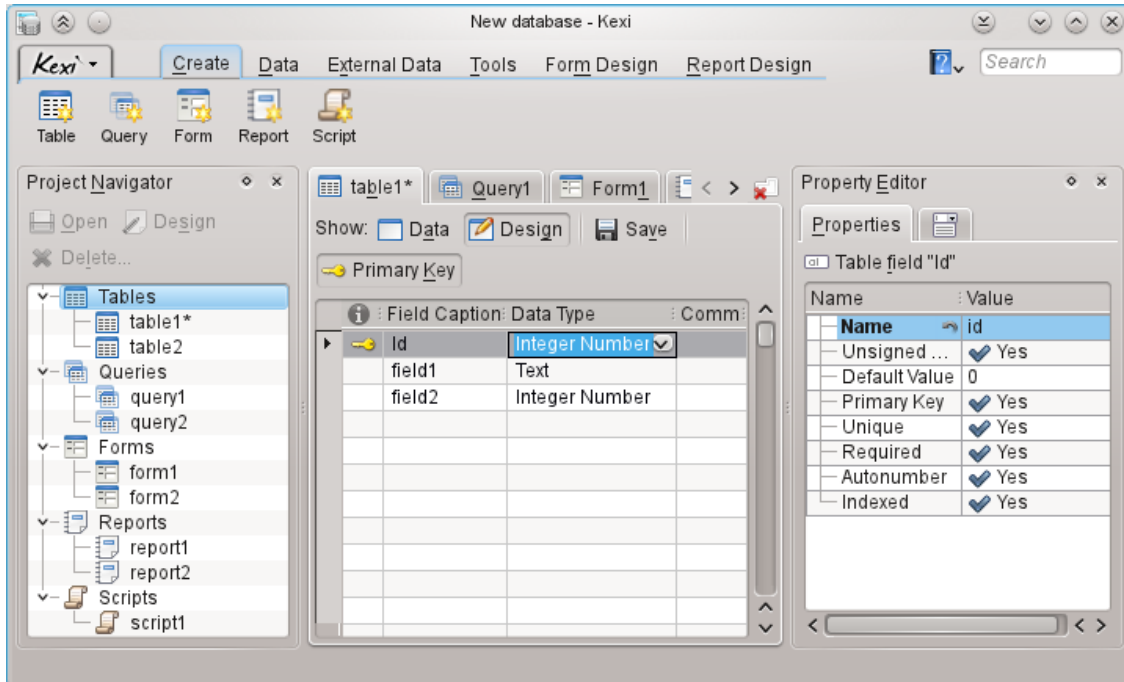 New database - Kexi
Kexi Create Data External Data Tools Form Design Report Design Search
Table Query Form Report Script
Project Navigator
Open Design
Delete...
Tables
table1*
table2
Queries
query1
query2
Forms
form1
form2
Reports
report1
report2
Scripts
script1
table1* Query1 Form1
Show: Data Design Save
Primary Key
Field Caption Data Type Comm
Id Integer Number
field1 Text
field2 Integer Number
Property Editor
Properties
Table field "Id"
Name Value
Name id
Unsigned ... Yes
Default Value 0
Primary Key Yes
Unique Yes
Required Yes
Autonumber Yes
Indexed Yes